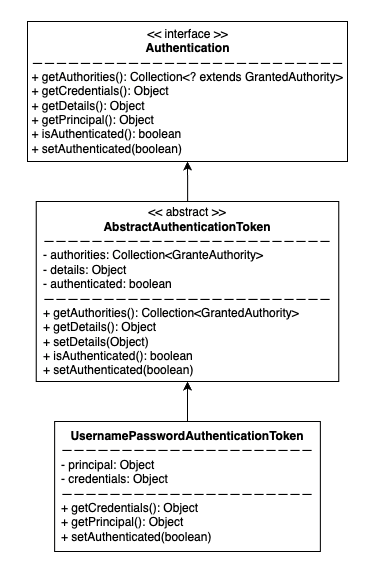 << interface >>
Authentication
+ getAuthorities(): Collection<? extends GrantedAuthority>
+ getCredentials(): Object
+ getDetails(): Object
+ getPrincipal(): Object
+ isAuthenticated(): boolean
+ setAuthenticated(boolean)
<< abstract >>
AbstractAuthenticationToken
- authorities: Collection<GranteAuthority>
- details: Object
- authenticated: boolean
+ getAuthorities(): Collection<GrantedAuthority>
+ getDetails(): Object
+ setDetails(Object)
+ isAuthenticated(): boolean
+ setAuthenticated(boolean)
UsernamePasswordAuthenticationToken
- principal: Object
- credentials: Object
+ getCredentials(): Object
+ getPrincipal(): Object
+ setAuthenticated(boolean)